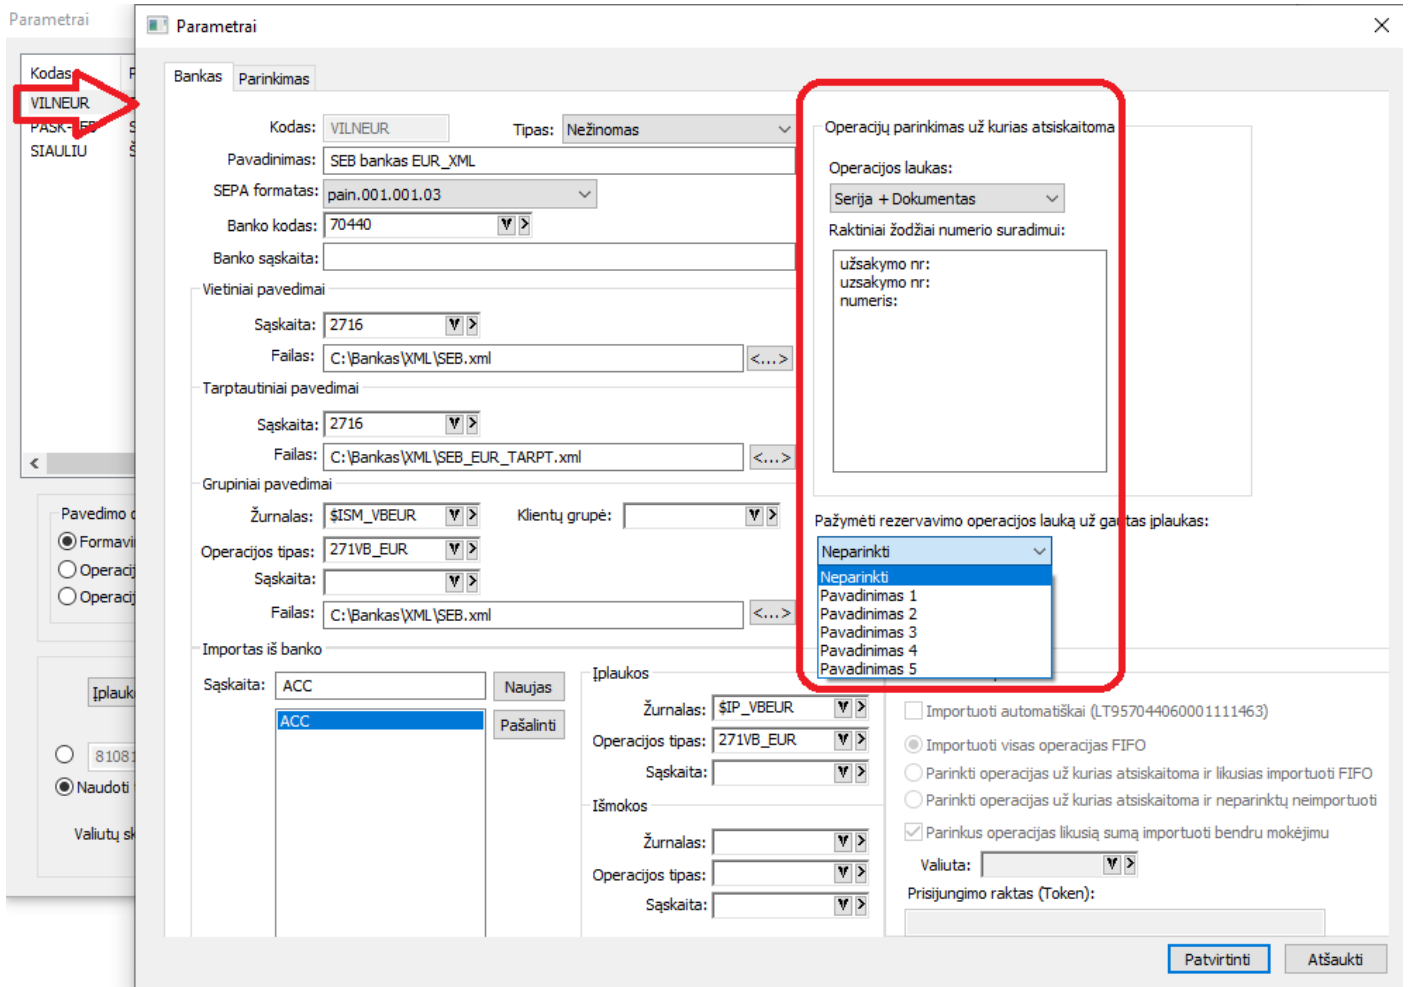 Parametrai
Kodas
VILNEUR
PASK-SEB
SIAULIU
Pavedimo
Formavi
Operacij
Operacij
Įplauk
8108
Naudoti
Valiutų sk
Parametrai
Bankas
Parinkimas
Kodas: VILNEUR
Tipas: Nežinomas
Pavadinimas: SEB bankas EUR_XML
SEPA formatas: pain.001.001.03
Banko kodas: 70440
Banko sąskaita:
Vietiniai pavedimai
Sąskaita: 2716
Failas: C:\Bankas\XML\SEB.xml <...>
Tarptautiniai pavedimai
Sąskaita: 2716
Failas: C:\Bankas\XML\SEB_EUR_TARPT.xml <...>
Grupiniai pavedimai
Žurnalas: $ISM_VBEUR
Klientų grupė:
Operacijos tipas: 271VB_EUR
Sąskaita:
Failas: C:\Bankas\XML\SEB.xml <...>
Operacijų parinkimas už kurias atsiskaitoma
Operacijos laukas:
Serija + Dokumentas
Raktiniai žodžiai numerio suradimui:
užsakymo nr:
uzsakymo nr:
numeris:
Pažymėti rezervavimo operacijos lauką už gautas įplaukas:
Neparinkti
Neparinkti
Pavadinimas 1
Pavadinimas 2
Pavadinimas 3
Pavadinimas 4
Pavadinimas 5
Importas iš banko
Sąskaita: ACC
Naujas
ACC
Pašalinti
Įplaukos
Žurnalas: $IP_VBEUR
Operacijos tipas: 271VB_EUR
Sąskaita:
Išmokos
Žurnalas:
Operacijos tipas:
Sąskaita:
Importuoti automatiškai (LT957044060001111463)
Importuoti visas operacijas FIFO
Parinkti operacijas už kurias atsiskaitoma ir likusias importuoti FIFO
Parinkti operacijas už kurias atsiskaitoma ir neparinktų neimportuoti
Parinkus operacijas likusią sumą importuoti bendru mokėjimu
Valiuta:
Prisijungimo raktas (Token):
Patvirtinti
Atšaukti